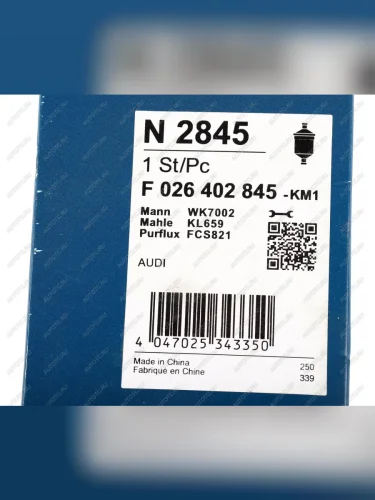 N 2845
1 St/Pc
F 026 402 845 -KM1
Mann WK7002
Mahle KL659
Purflux FCS821
AUDI
4 047025 343350
Made in China
Fabriqué en Chine
250
339